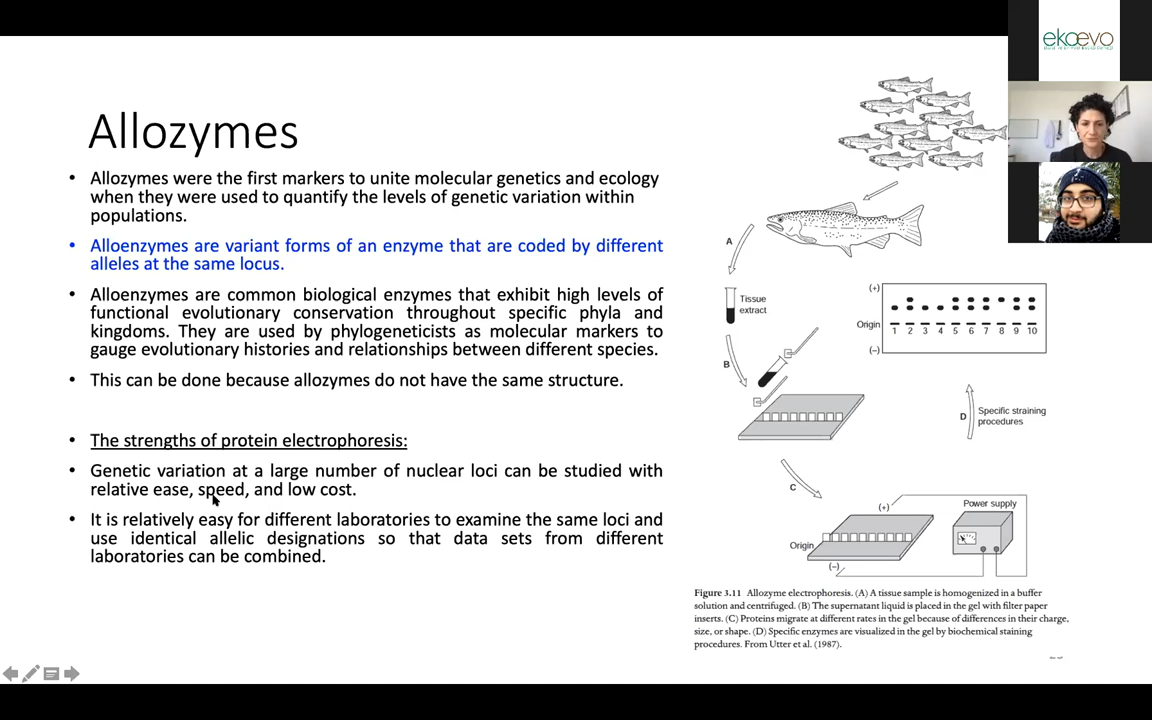 ekoevo
Allozymes
• Allozymes were the first markers to unite molecular genetics and ecology
when they were used to quantify the levels of genetic variation within
populations.
• Alloenzymes are variant forms of an enzyme that are coded by different
alleles at the same locus.
• Alloenzymes are common biological enzymes that exhibit high levels of
functional evolutionary conservation throughout specific phyla and
kingdoms. They are used by phylogeneticists as molecular markers to
gauge evolutionary histories and relationships between different species.
• This can be done because allozymes do not have the same structure.
• The strengths of protein electrophoresis:
• Genetic variation at a large number of nuclear loci can be studied with
relative ease, speed, and low cost.
• It is relatively easy for different laboratories to examine the same loci and
use identical allelic designations so that data sets from different
laboratories can be combined.
A
Tissue
extract
B
(+)
Origin
1 2 3 4 5 6 7 8 9 10
(–)
D
Specific straining
procedures
C
(+)
Power supply
Origin
(–)
Figure 3.11 Allozyme electrophoresis. (A) A tissue sample is homogenized in a buffer
solution and centrifuged. (B) The supernatant liquid is placed in the gel with filter paper
inserts. (C) Proteins migrate at different rates in the gel because of differences in their charge,
size, or shape. (D) Specific enzymes are visualized in the gel by biochemical staining
procedures. From Utter et al. (1987).